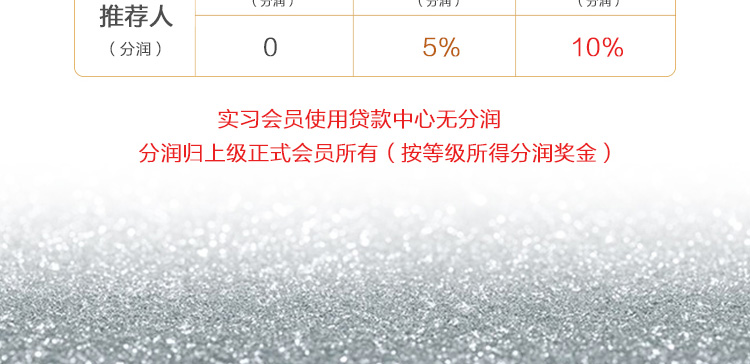 （分润） （分润） （分润）
推荐人
（分润） 0 5% 10%
实习会员使用贷款中心无分润
分润归上级正式会员所有（按等级所得分润奖金）